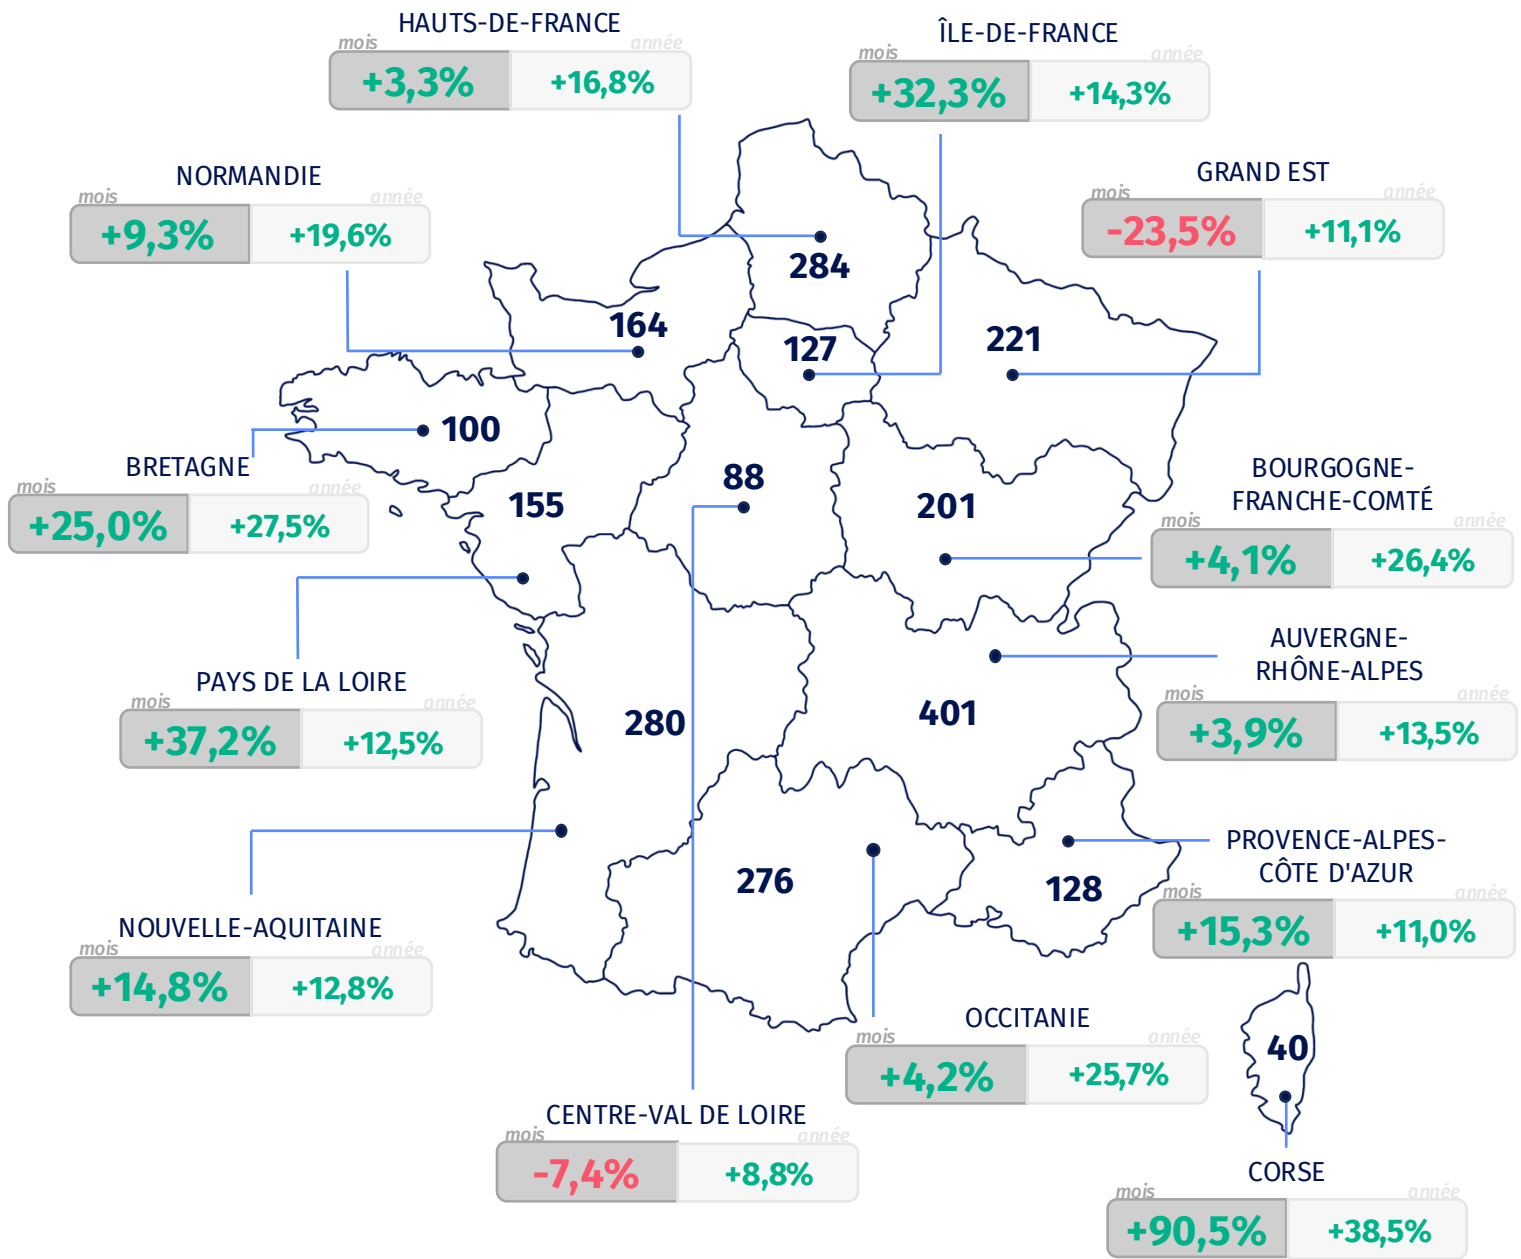 HAUTS-DE-FRANCE
mois année
+3,3% +16,8%
ÎLE-DE-FRANCE
mois année
+32,3% +14,3%
NORMANDIE
mois année
+9,3% +19,6%
GRAND EST
mois année
-23,5% +11,1%
284
164
127
221
100
BRETAGNE
mois année
+25,0% +27,5%
155
88
201
BOURGOGNE-
FRANCHE-COMTÉ
mois année
+4,1% +26,4%
PAYS DE LA LOIRE
mois année
+37,2% +12,5%
280
401
AUVERGNE-
RHÔNE-ALPES
mois année
+3,9% +13,5%
276
128
PROVENCE-ALPES-
CÔTE D'AZUR
mois année
+15,3% +11,0%
NOUVELLE-AQUITAINE
mois année
+14,8% +12,8%
OCCITANIE
mois année
+4,2% +25,7%
40
CENTRE-VAL DE LOIRE
mois année
-7,4% +8,8%
CORSE
mois année
+90,5% +38,5%